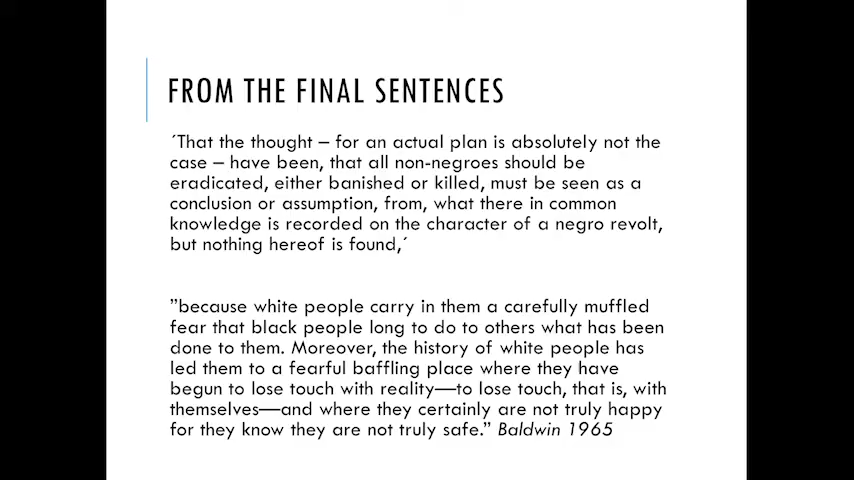 FROM THE FINAL SENTENCES
´That the thought – for an actual plan is absolutely not the
case – have been, that all non-negroes should be
eradicated, either banished or killed, must be seen as a
conclusion or assumption, from, what there in common
knowledge is recorded on the character of a negro revolt,
but nothing hereof is found,´
”because white people carry in them a carefully muffled
fear that black people long to do to others what has been
done to them. Moreover, the history of white people has
led them to a fearful baffling place where they have
begun to lose touch with reality—to lose touch, that is, with
themselves—and where they certainly are not truly happy
for they know they are not truly safe.” Baldwin 1965